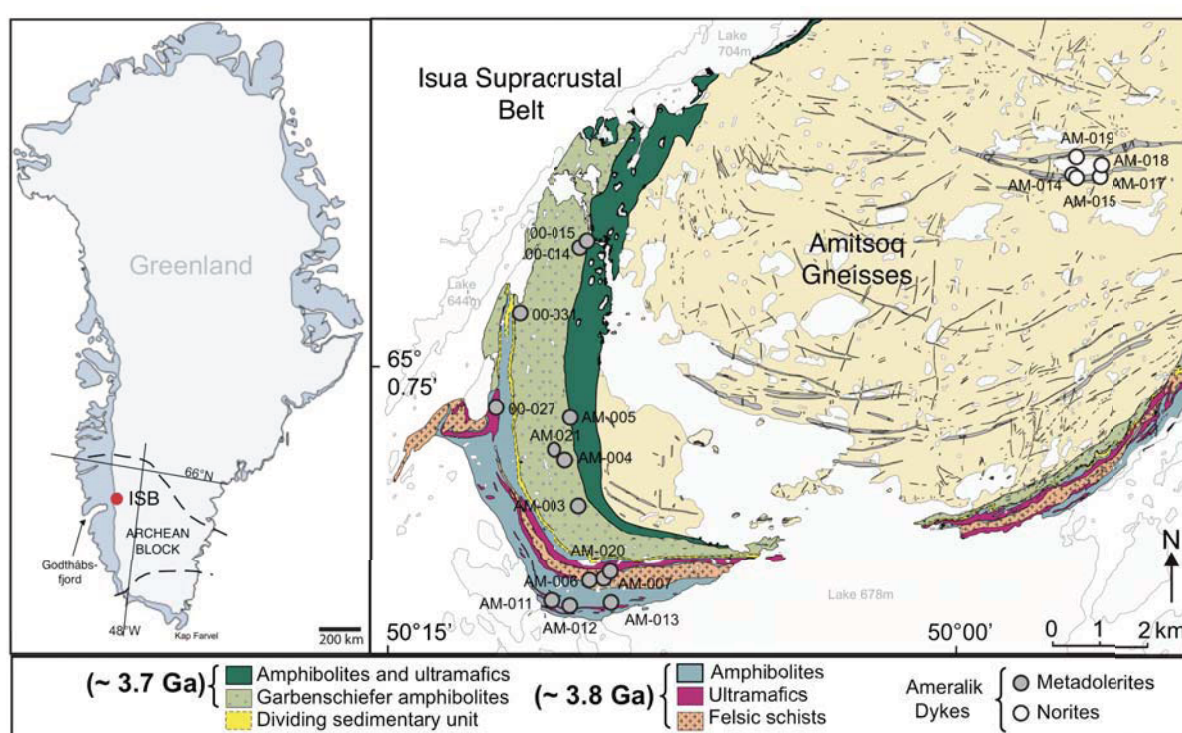 Greenland
66°N
ISB
ARCHEAN
BLOCK
Godthåbs-
fjord
48°W
Kap Farvel
200 km
Lake
704m
Isua Supracrustal
Belt
AM-019
AM-018
AM-014
AM-017
AM-015
00-015
00-014
Amitsoq
Gneisses
Lake
644m
00-031
65°
0.75’
00-027
AM-005
AM-021
AM-004
AM-003
AM-020
AM-006
AM-007
AM-011
AM-013
AM-012
Lake 678m
N
50°15’
50°00’
0 1 2 km
(~ 3.7 Ga)
Amphibolites and ultramafics
Garbenschiefer amphibolites
Dividing sedimentary unit
(~ 3.8 Ga)
Amphibolites
Ultramafics
Felsic schists
Ameralik
Dykes
Metadolerites
Norites